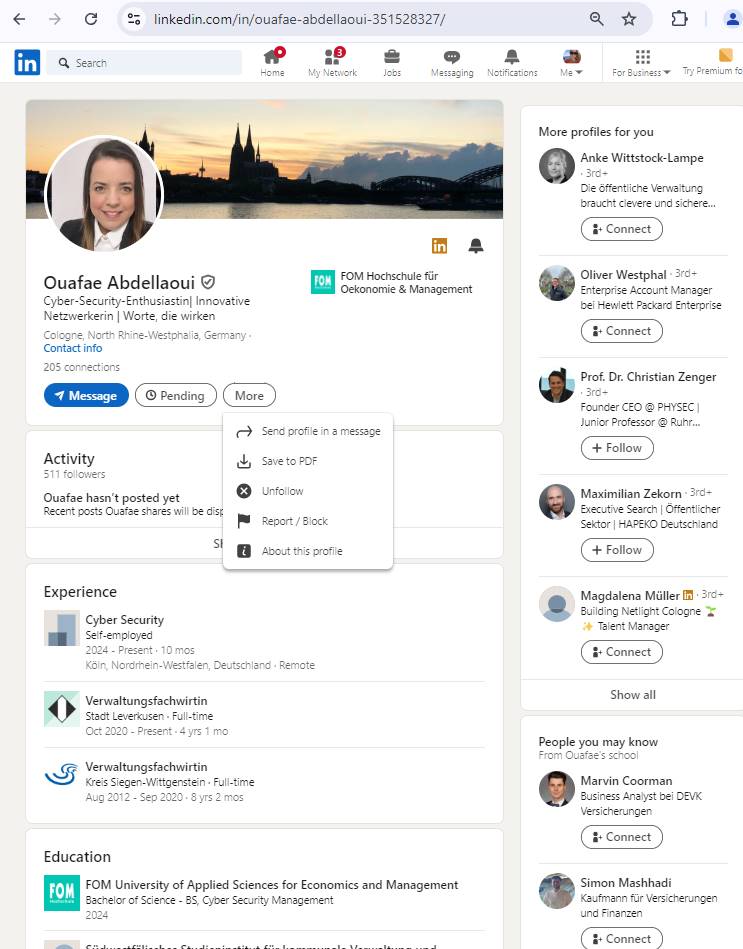 linkedin.com/in/ouafae-abdellaoui-351528327/
in
Search
Home
My Network
3
Jobs
Messaging
Notifications
Me
For Business
Try Premium fo
in
Ouafae Abdellaoui
Cyber-Security-Enthusiastin| Innovative
Netzwerkerin | Worte, die wirken
Cologne, North Rhine-Westphalia, Germany ·
Contact info
205 connections
FOM
FOM Hochschule für
Oekonomie & Management
Message
Pending
More
Send profile in a message
Save to PDF
Unfollow
Report / Block
About this profile
Activity
511 followers
Ouafae hasn't posted yet
Recent posts Ouafae shares will be disp
Experience
Cyber Security
Self-employed
2024 - Present · 10 mos
Köln, Nordrhein-Westfalen, Deutschland · Remote
Verwaltungsfachwirtin
Stadt Leverkusen · Full-time
Oct 2020 - Present · 4 yrs 1 mo
Verwaltungsfachwirtin
Kreis Siegen-Wittgenstein · Full-time
Aug 2012 - Sep 2020 · 8 yrs 2 mos
Education
FOM
Hochschule
FOM University of Applied Sciences for Economics and Management
Bachelor of Science - BS, Cyber Security Management
2024
Südwestfälisches Studieninstitut für kommunale Verwaltung und
More profiles for you
Anke Wittstock-Lampe
· 3rd+
Die öffentliche Verwaltung
braucht clevere und sichere...
Connect
Oliver Westphal · 3rd+
Enterprise Account Manager
bei Hewlett Packard Enterprise
Connect
Prof. Dr. Christian Zenger
· 3rd+
Founder CEO @ PHYSEC |
Junior Professor @ Ruhr...
+ Follow
Maximilian Zekorn · 3rd+
Executive Search | Öffentlicher
Sektor | HAPEKO Deutschland
+ Follow
Magdalena Müller in · 3rd+
Building Netlight Cologne 🌱
✨ Talent Manager
Connect
Show all
People you may know
From Ouafae's school
Marvin Coorman
Business Analyst bei DEVK
Versicherungen
Connect
Simon Mashhadi
Kaufmann für Versicherungen
und Finanzen
Connect